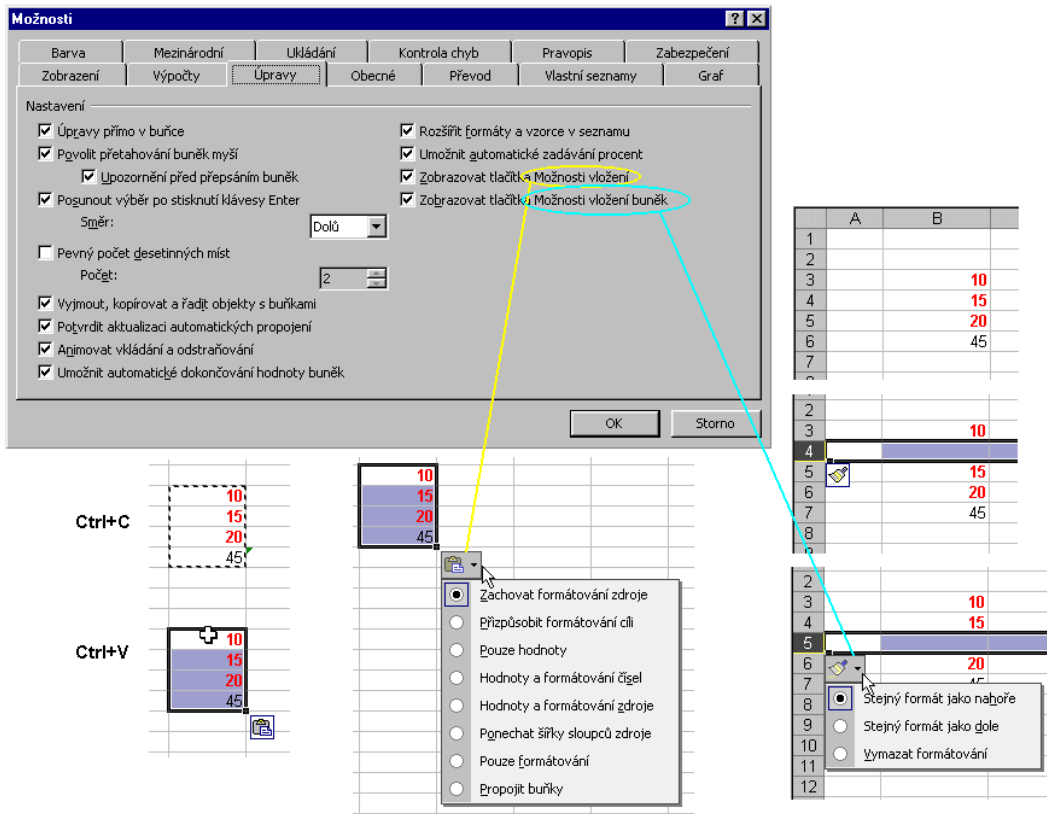 Možnosti
Barva Mezinárodní Ukládání Kontrola chyb Pravopis Zabezpečení
Zobrazení Výpočty Úpravy Obecné Převod Vlastní seznamy Graf
Nastavení
Úpravy přímo v buňce
Povolit přetahování buněk myší
Upozornění před přepsáním buněk
Posunout výběr po stisknutí klávesy Enter
Směr: Dolů
Pevný počet desetinných míst
Počet: 2
Vyjmout, kopírovat a řadit objekty s buňkami
Potvrdit aktualizaci automatických propojení
Animovat vkládání a odstraňování
Umožnit automatické dokončování hodnoty buněk
Rozšířit formáty a vzorce v seznamu
Umožnit automatické zadávání procent
Zobrazovat tlačítka Možnosti vložení
Zobrazovat tlačítka Možnosti vložení buněk
OK Storno
A B
1
2
3 10
4 15
5 20
6 45
7
2
3 10
4
5 15
6 20
7 45
8
2
3 10
4 15
5
6 20
7 45
8
9
10
11
12
Stejný formát jako nahoře
Stejný formát jako dole
Vymazat formátování
Ctrl+C
10
15
20
45
Ctrl+V
10
15
20
45
10
15
20
45
Zachovat formátování zdroje
Přizpůsobit formátování cíli
Pouze hodnoty
Hodnoty a formátování čísel
Hodnoty a formátování zdroje
Ponechat šířky sloupců zdroje
Pouze formátování
Propojit buňky